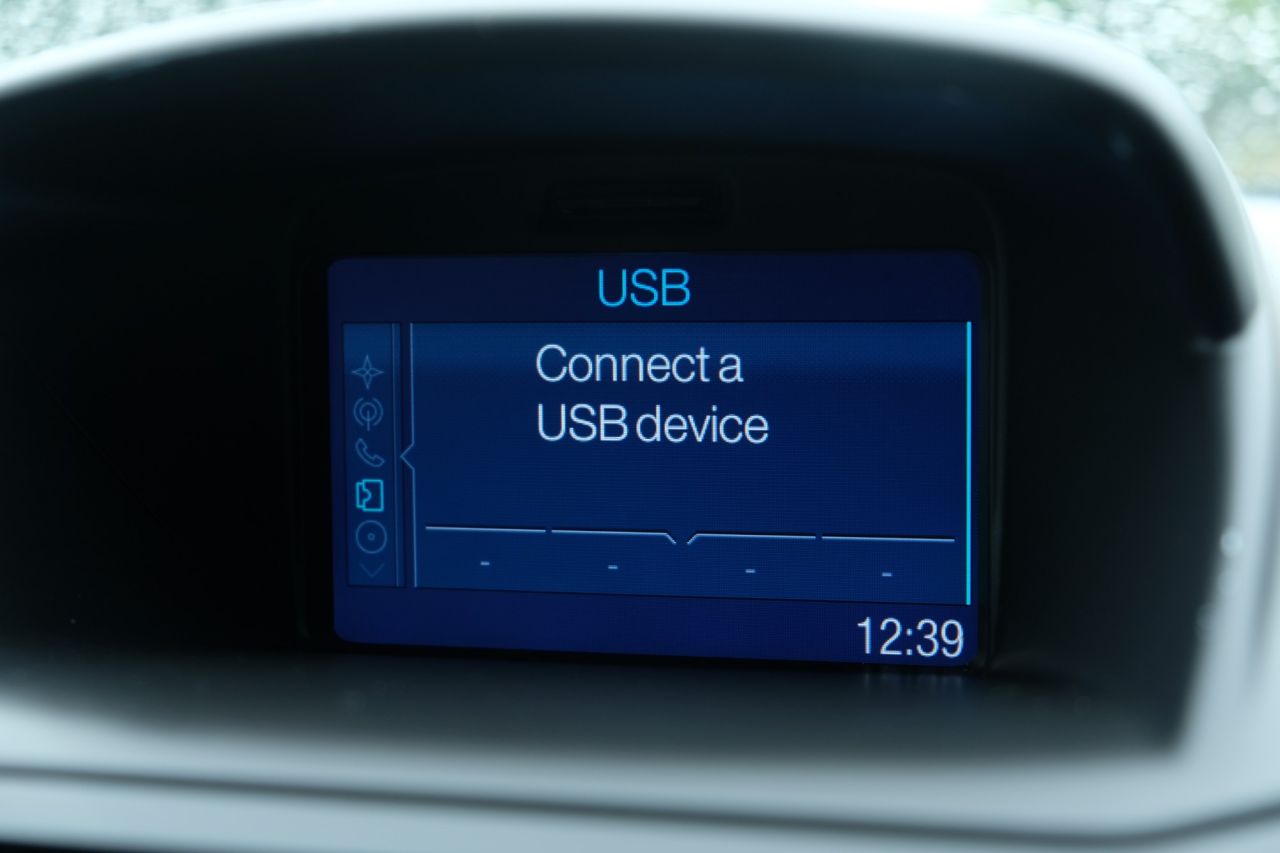 USB
Connect a
USB device
- - - -
12:39